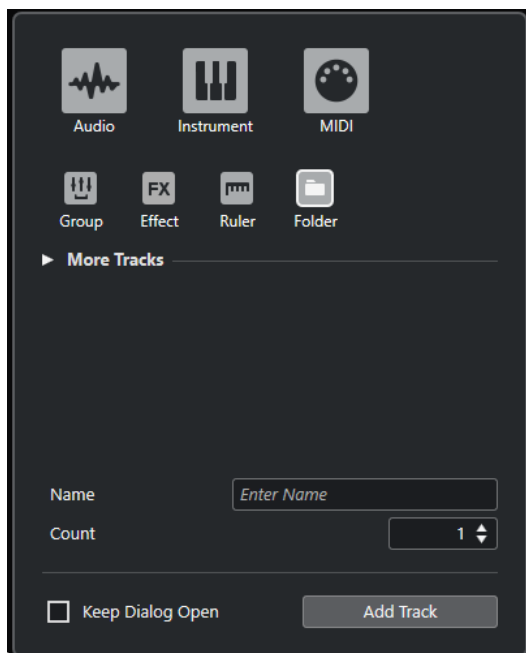 Audio Instrument MIDI
FX
Group Effect Ruler Folder
► More Tracks
Name Enter Name
Count 1
Keep Dialog Open Add Track